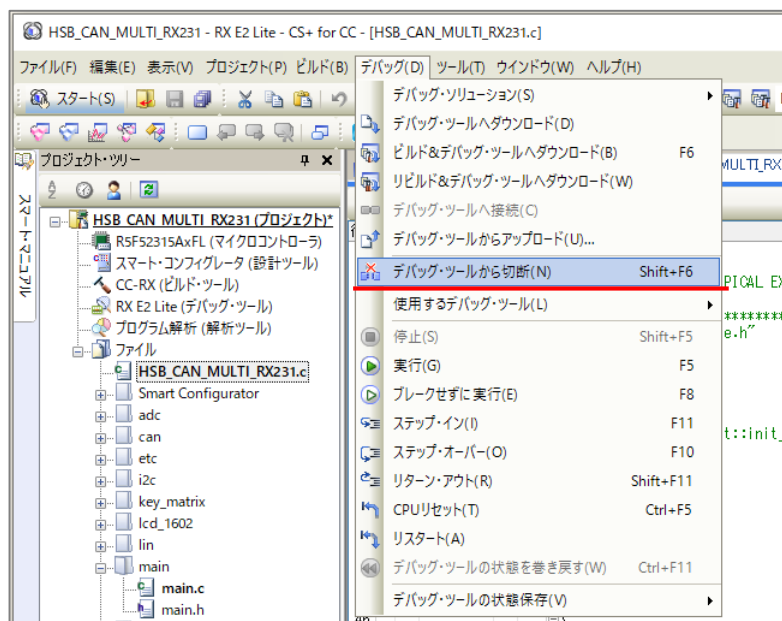 HSB_CAN_MULTI_RX231 - RX E2 Lite - CS+ for CC - [HSB_CAN_MULTI_RX231.c]
ファイル(F) 編集(E) 表示(V) プロジェクト(P) ビルド(B) デバッグ(D) ツール(T) ウインドウ(W) ヘルプ(H)
スタート(S)
プロジェクト・ツリー
スマート・マニュアル
HSB_CAN_MULTI_RX231 (プロジェクト)*
R5F52315AxFL (マイクロコントローラ)
スマート・コンフィグレータ (設計ツール)
CC-RX (ビルド・ツール)
RX E2 Lite (デバッグ・ツール)
プログラム解析 (解析ツール)
ファイル
HSB_CAN_MULTI_RX231.c
Smart Configurator
adc
can
etc
i2c
key_matrix
lcd_1602
lin
main
main.c
main.h
デバッグ・ソリューション(S)
デバッグ・ツールへダウンロード(D)
ビルド&デバッグ・ツールへダウンロード(B) F6
リビルド&デバッグ・ツールへダウンロード(W)
デバッグ・ツールへ接続(C)
デバッグ・ツールからアップロード(U)...
デバッグ・ツールから切断(N) Shift+F6
使用するデバッグ・ツール(L)
停止(S) Shift+F5
実行(G) F5
ブレークせずに実行(E) F8
ステップ・イン(I) F11
ステップ・オーバー(O) F10
リターン・アウト(R) Shift+F11
CPUリセット(T) Ctrl+F5
リスタート(A)
デバッグ・ツールの状態を巻き戻す(W) Ctrl+F11
デバッグ・ツールの状態保存(V)
MULTI_RX
PICAL EX
********
e.h"
t::init_